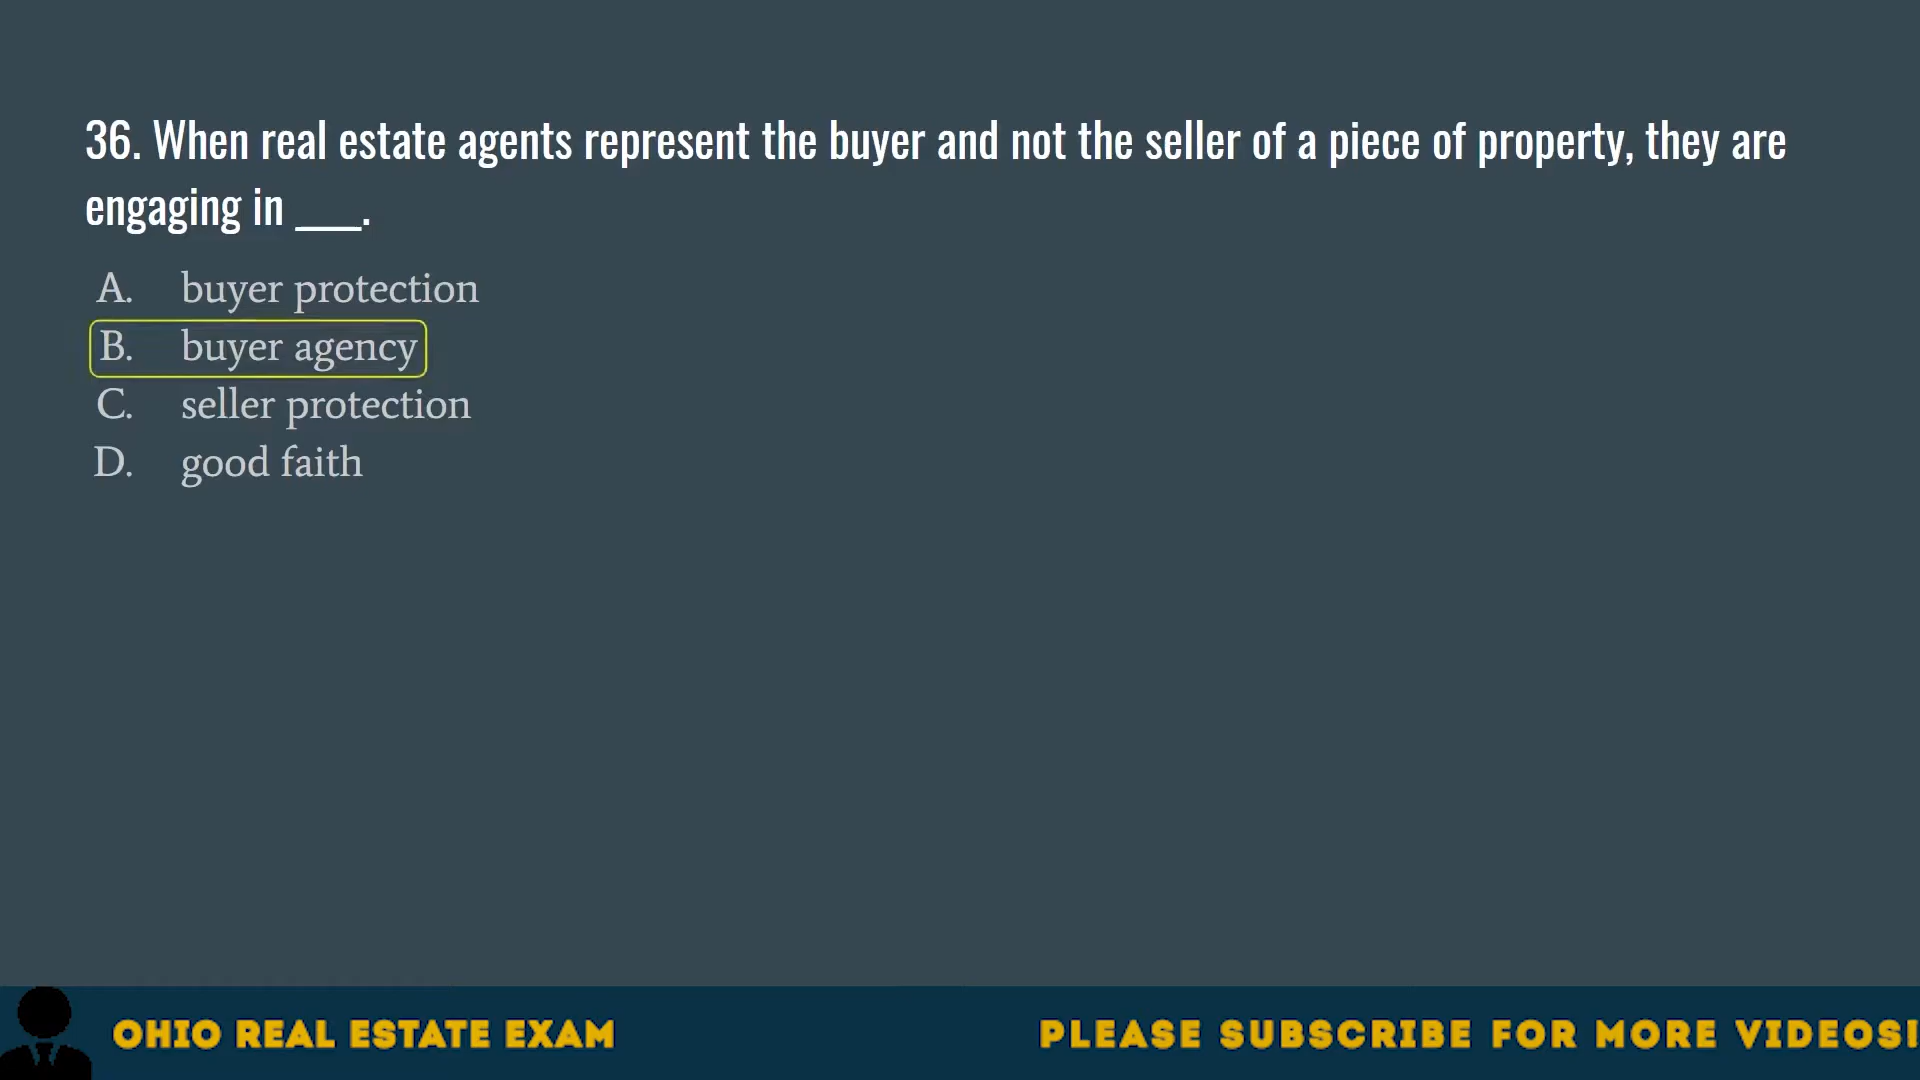 36. When real estate agents represent the buyer and not the seller of a piece of property, they are
engaging in ___.
A. buyer protection
B. buyer agency
C. seller protection
D. good faith
OHIO REAL ESTATE EXAM
PLEASE SUBSCRIBE FOR MORE VIDEOS!